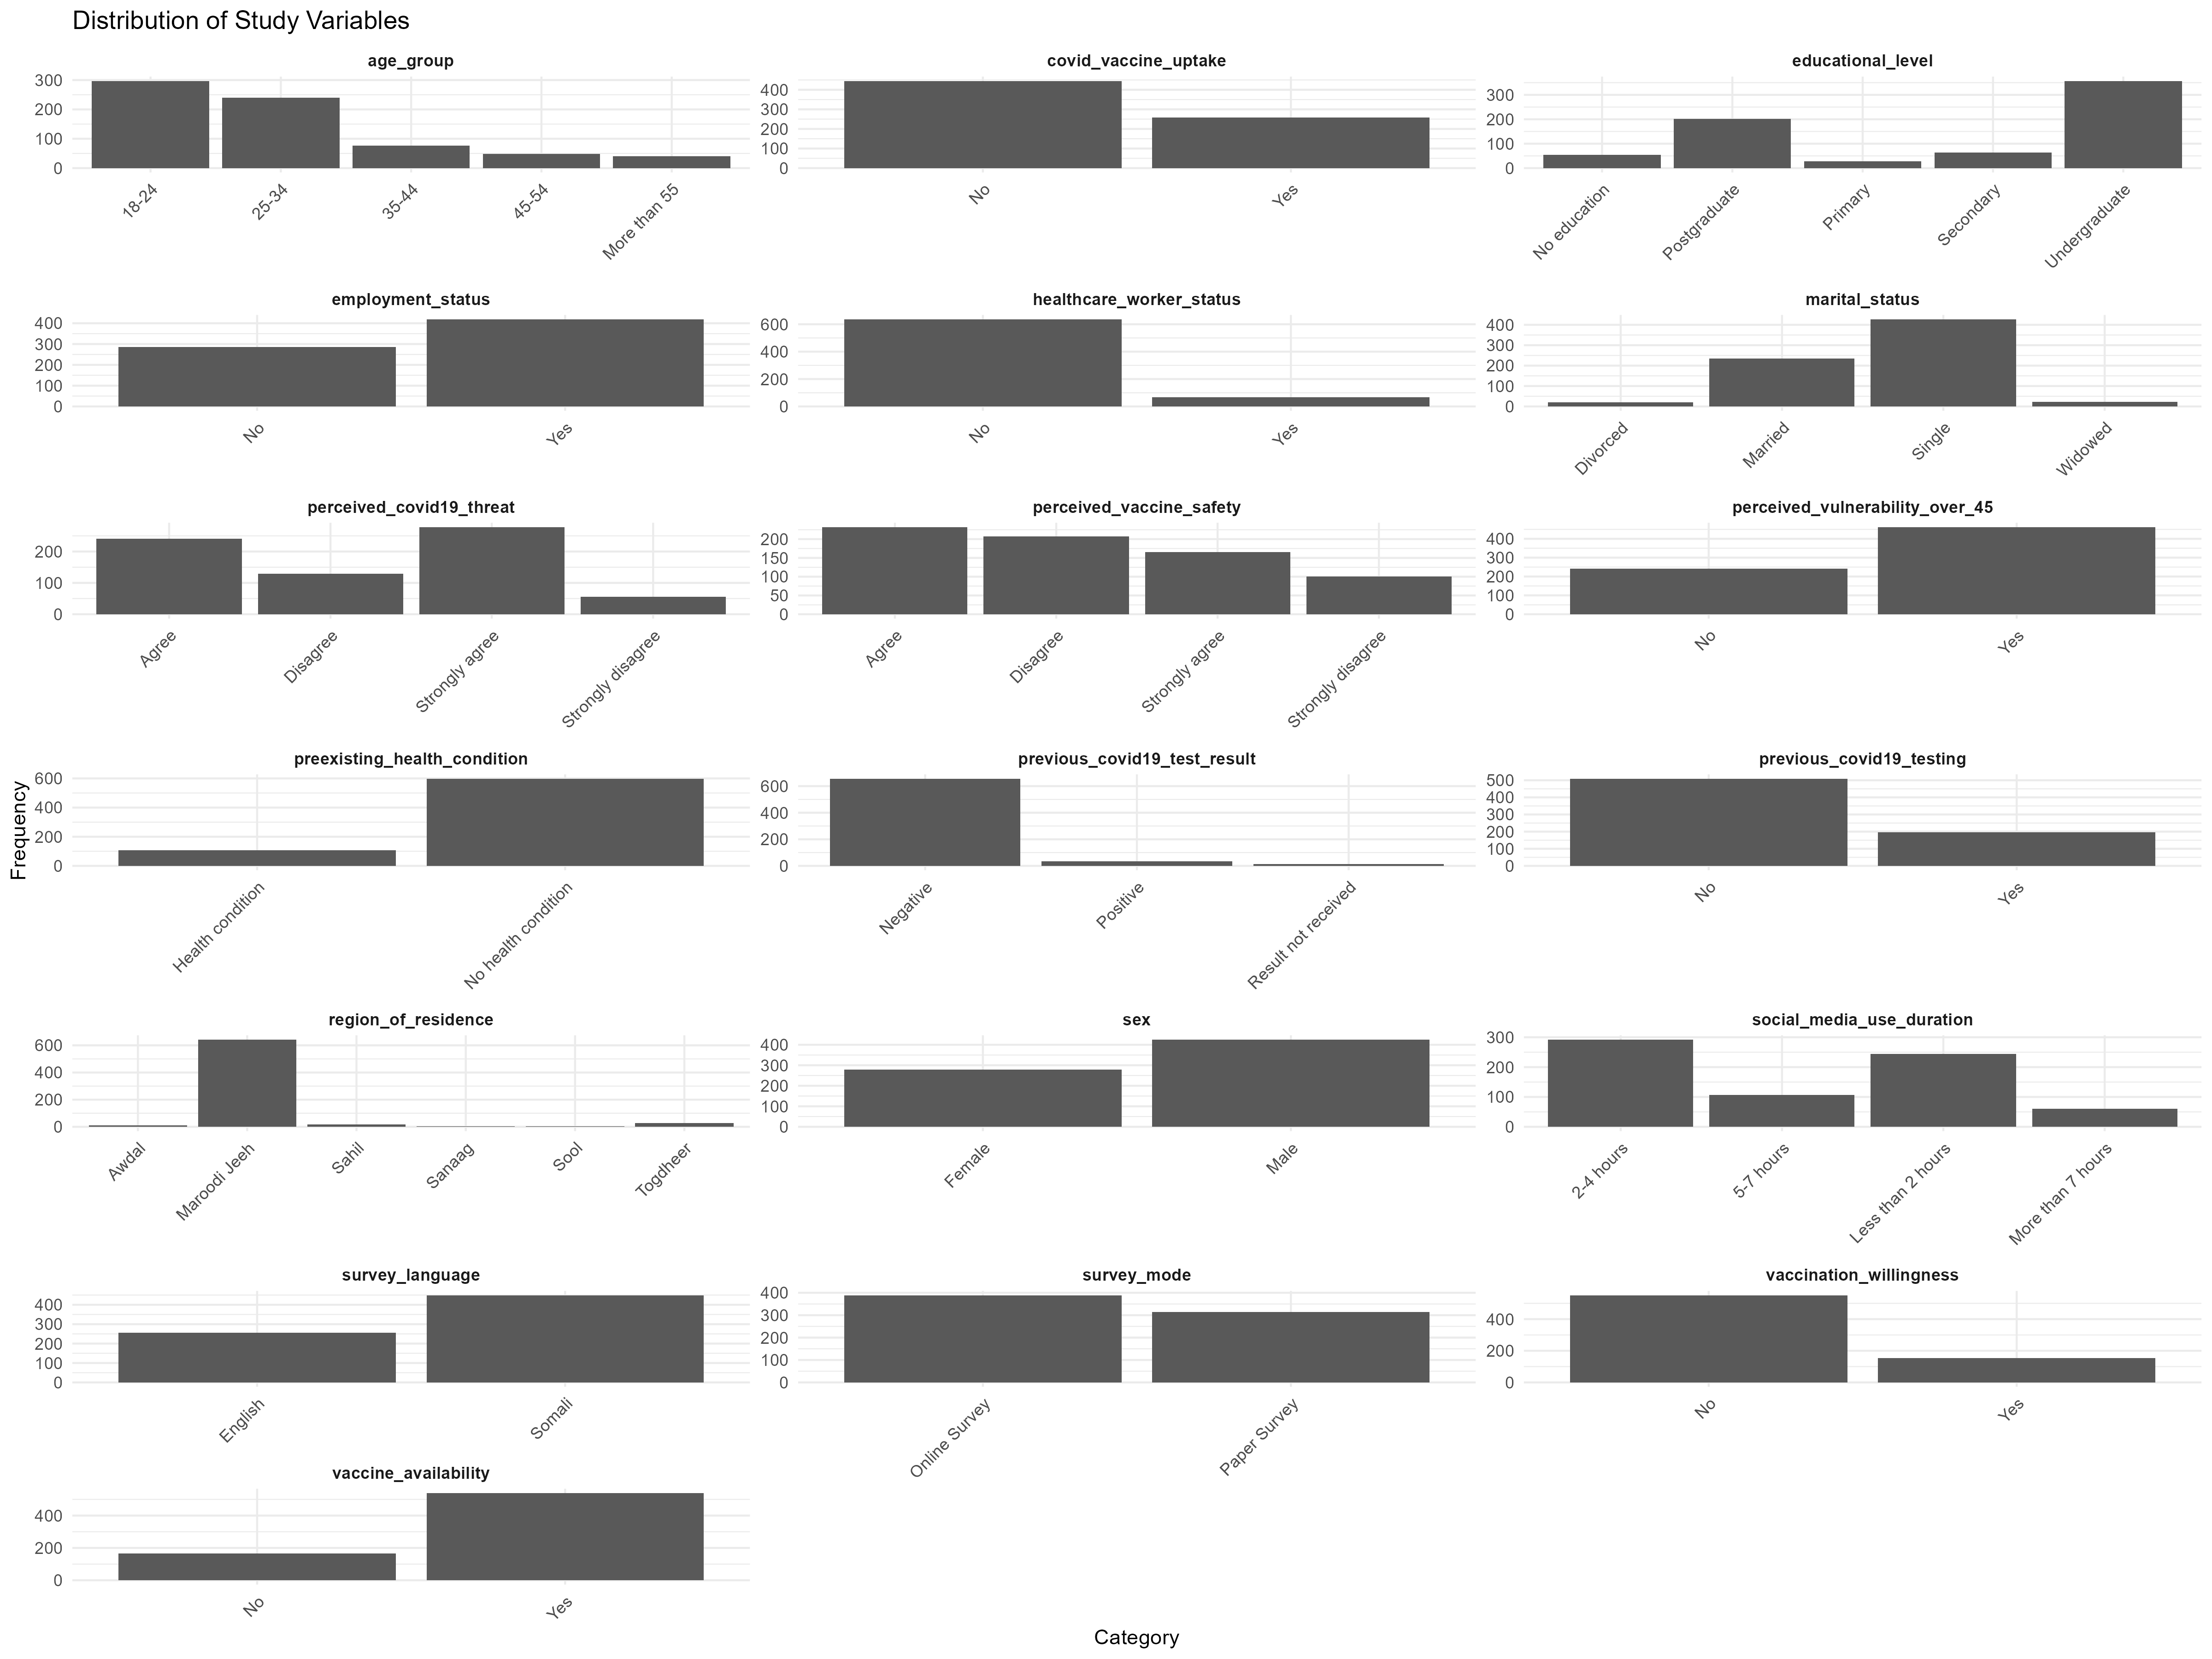 Distribution of Study Variables
age_group
300
200
100
0
18-24
25-34
35-44
45-54
More than 55
covid_vaccine_uptake
400
300
200
100
0
No
Yes
educational_level
300
200
100
0
No education
Postgraduate
Primary
Secondary
Undergraduate
employment_status
400
300
200
100
0
No
Yes
healthcare_worker_status
600
400
200
0
No
Yes
marital_status
400
300
200
100
0
Divorced
Married
Single
Widowed
perceived_covid19_threat
200
100
0
Agree
Disagree
Strongly agree
Strongly disagree
perceived_vaccine_safety
200
150
100
50
0
Agree
Disagree
Strongly agree
Strongly disagree
perceived_vulnerability_over_45
400
300
200
100
0
No
Yes
Frequency
preexisting_health_condition
600
400
200
0
Health condition
No health condition
previous_covid19_test_result
600
400
200
0
Negative
Positive
Result not received
previous_covid19_testing
500
400
300
200
100
0
No
Yes
region_of_residence
600
400
200
0
Awdal
Maroodi Jeeh
Sahil
Sanaag
Sool
Togdheer
sex
400
300
200
100
0
Female
Male
social_media_use_duration
300
200
100
0
2-4 hours
5-7 hours
Less than 2 hours
More than 7 hours
survey_language
400
300
200
100
0
English
Somali
survey_mode
400
300
200
100
0
Online Survey
Paper Survey
vaccination_willingness
400
200
0
No
Yes
vaccine_availability
400
200
0
No
Yes
Category